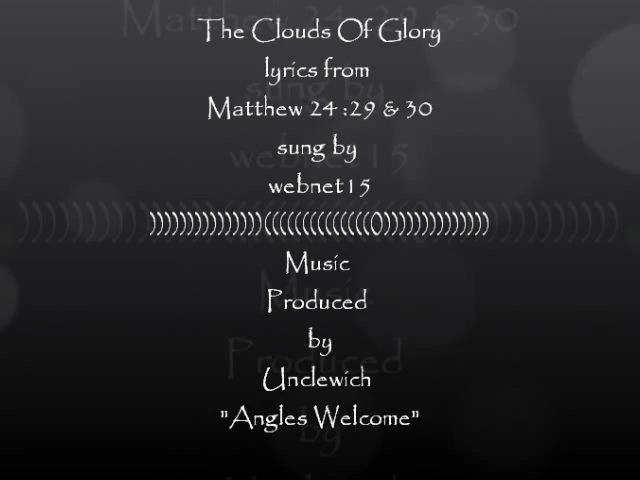 The Clouds Of Glory
lyrics from
Matthew 24 :29 & 30
sung by
webnet15
))))))))))))))))(((((((((((((((O)))))))))))))))
Music
Produced
by
Unclewich
"Angles Welcome"